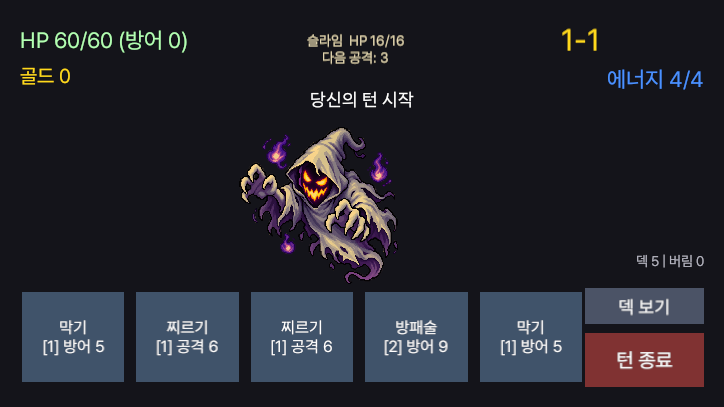 HP 60/60 (방어 0)
골드 0
슬라임 HP 16/16
다음 공격: 3
당신의 턴 시작
1-1
에너지 4/4
덱 5 | 버림 0
막기
[1] 방어 5
찌르기
[1] 공격 6
찌르기
[1] 공격 6
방패술
[2] 방어 9
막기
[1] 방어 5
덱 보기
턴 종료